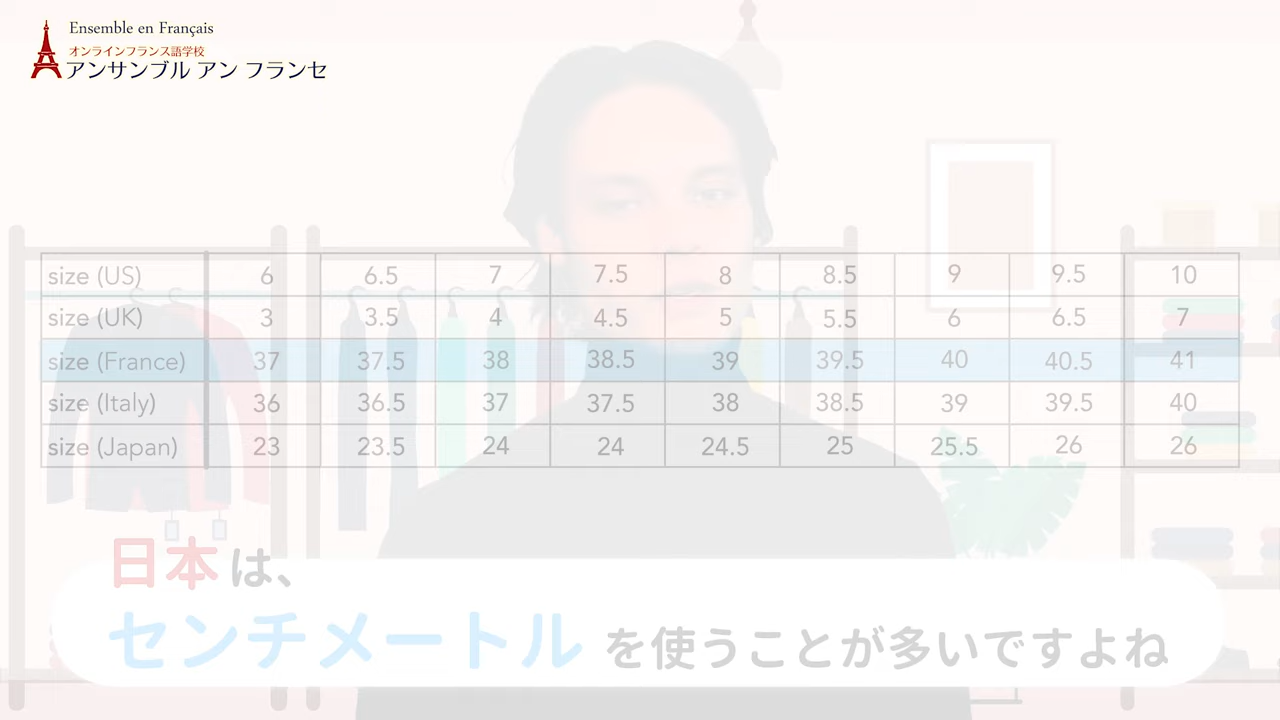 Ensemble en Français
オンラインフランス語学校
アンサンブル アン フランセ
size (US) 6 6.5 7 7.5 8 8.5 9 9.5 10
size (UK) 3 3.5 4 4.5 5 5.5 6 6.5 7
size (France) 37 37.5 38 38.5 39 39.5 40 40.5 41
size (Italy) 36 36.5 37 37.5 38 38.5 39 39.5 40
size (Japan) 23 23.5 24 24 24.5 25 25.5 26 26
日本は、
センチメートルを使うことが多いですよね